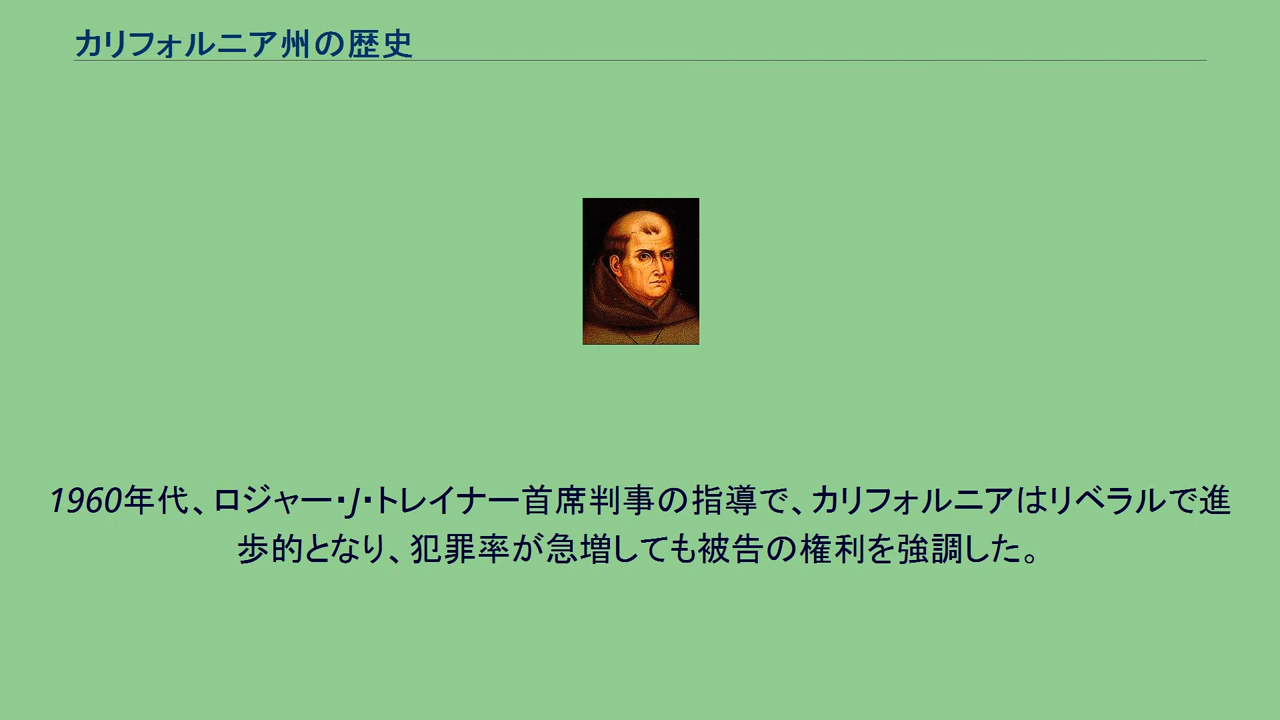 カリフォルニア州の歴史
1960年代、ロジャー・J・トレイナー首席判事の指導で、カリフォルニアはリベラルで進
歩的となり、犯罪率が急増しても被告の権利を強調した。